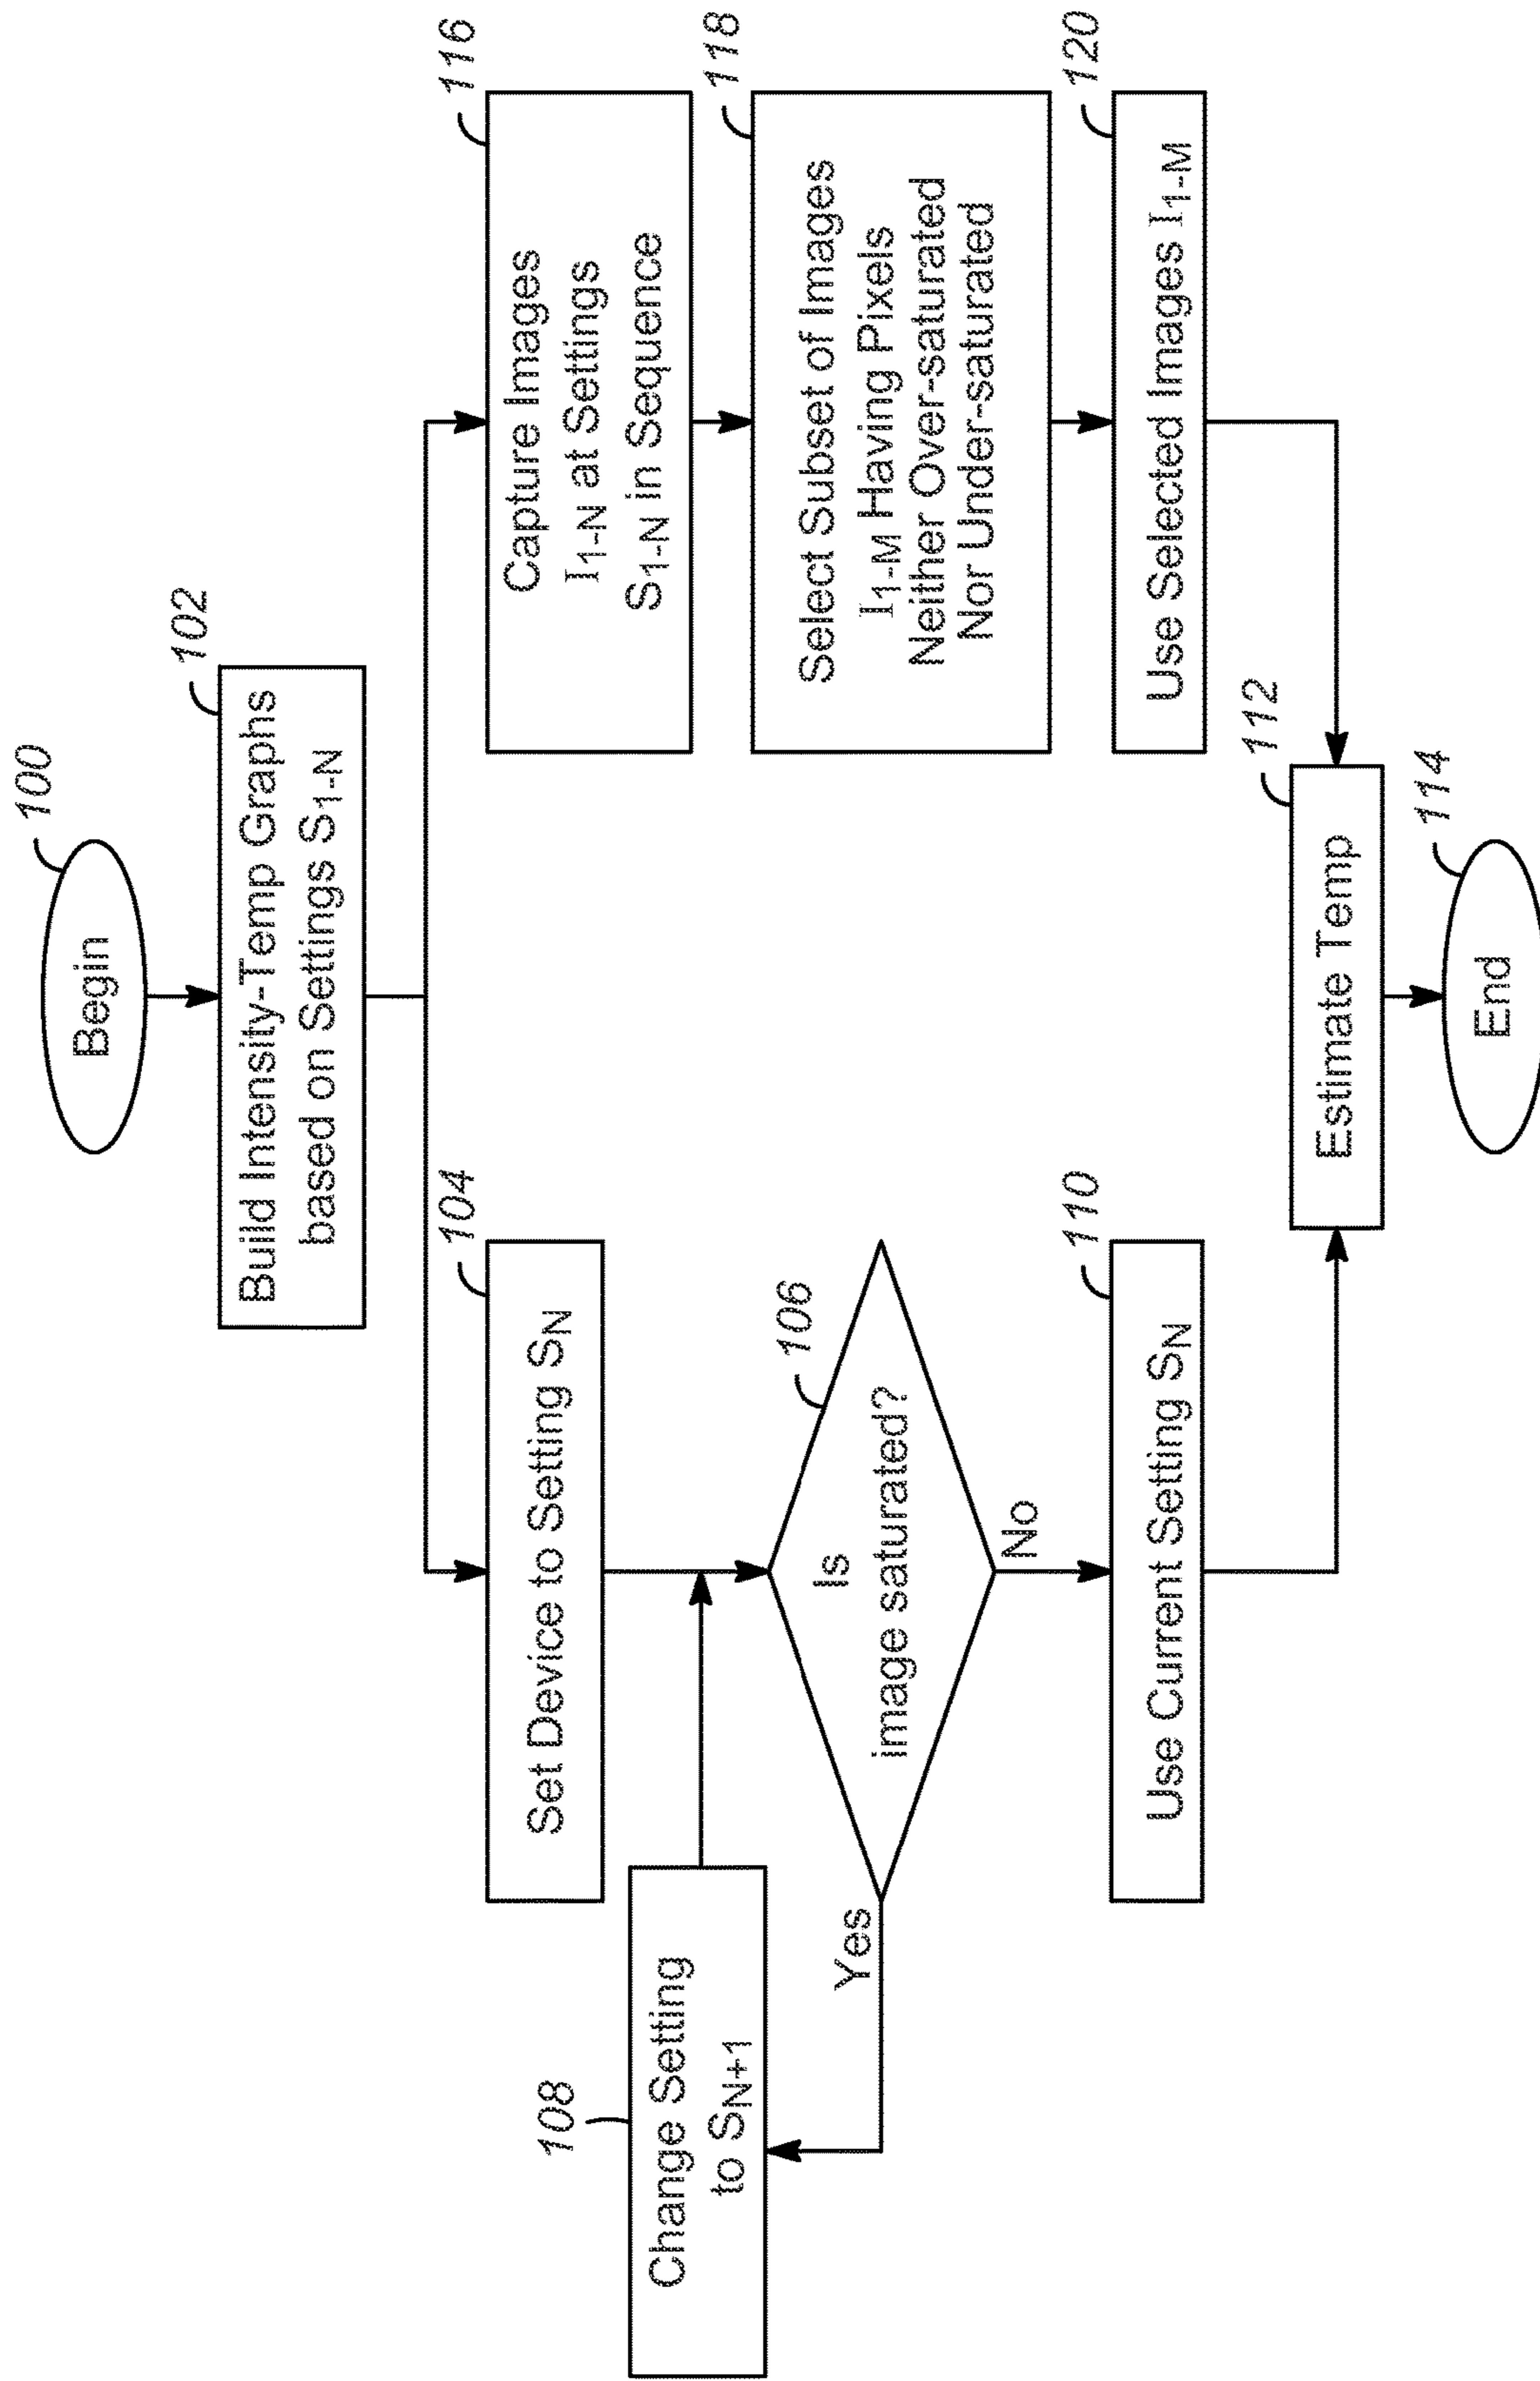 100
Begin
102
Build Intensity-Temp Graphs
based on Settings S1-N
104
Set Device to Setting SN
106
Is
image saturated?
Yes
No
108
Change Setting
to SN+1
110
Use Current Setting SN
116
Capture Images
I1-N at Settings
S1-N in Sequence
118
Select Subset of Images
I1-M Having Pixels
Neither Over-saturated
Nor Under-saturated
120
Use Selected Images I1-M
112
Estimate Temp
114
End